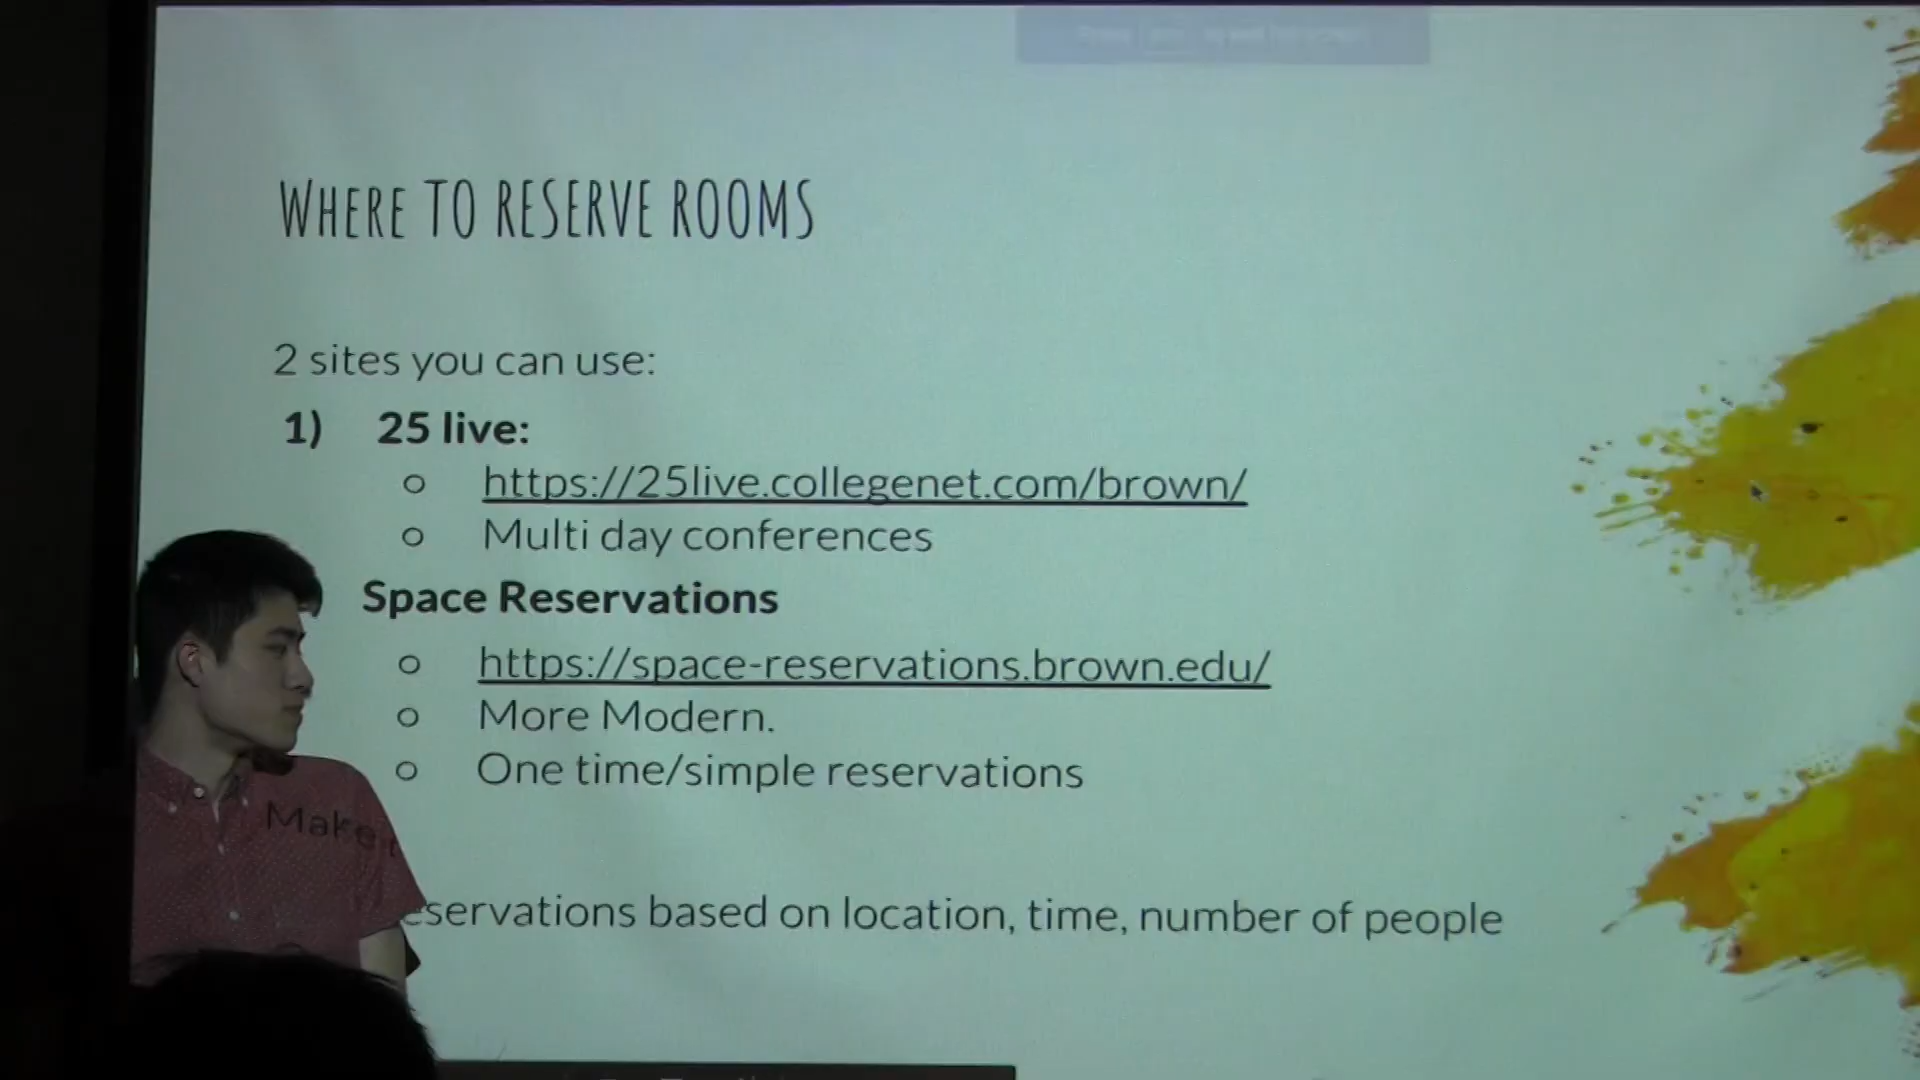 WHERE TO RESERVE ROOMS
2 sites you can use:
1) 25 live:
○ https://25live.collegenet.com/brown/
○ Multi day conferences
Space Reservations
○ https://space-reservations.brown.edu/
○ More Modern.
○ One time/simple reservations
Make
eservations based on location, time, number of people